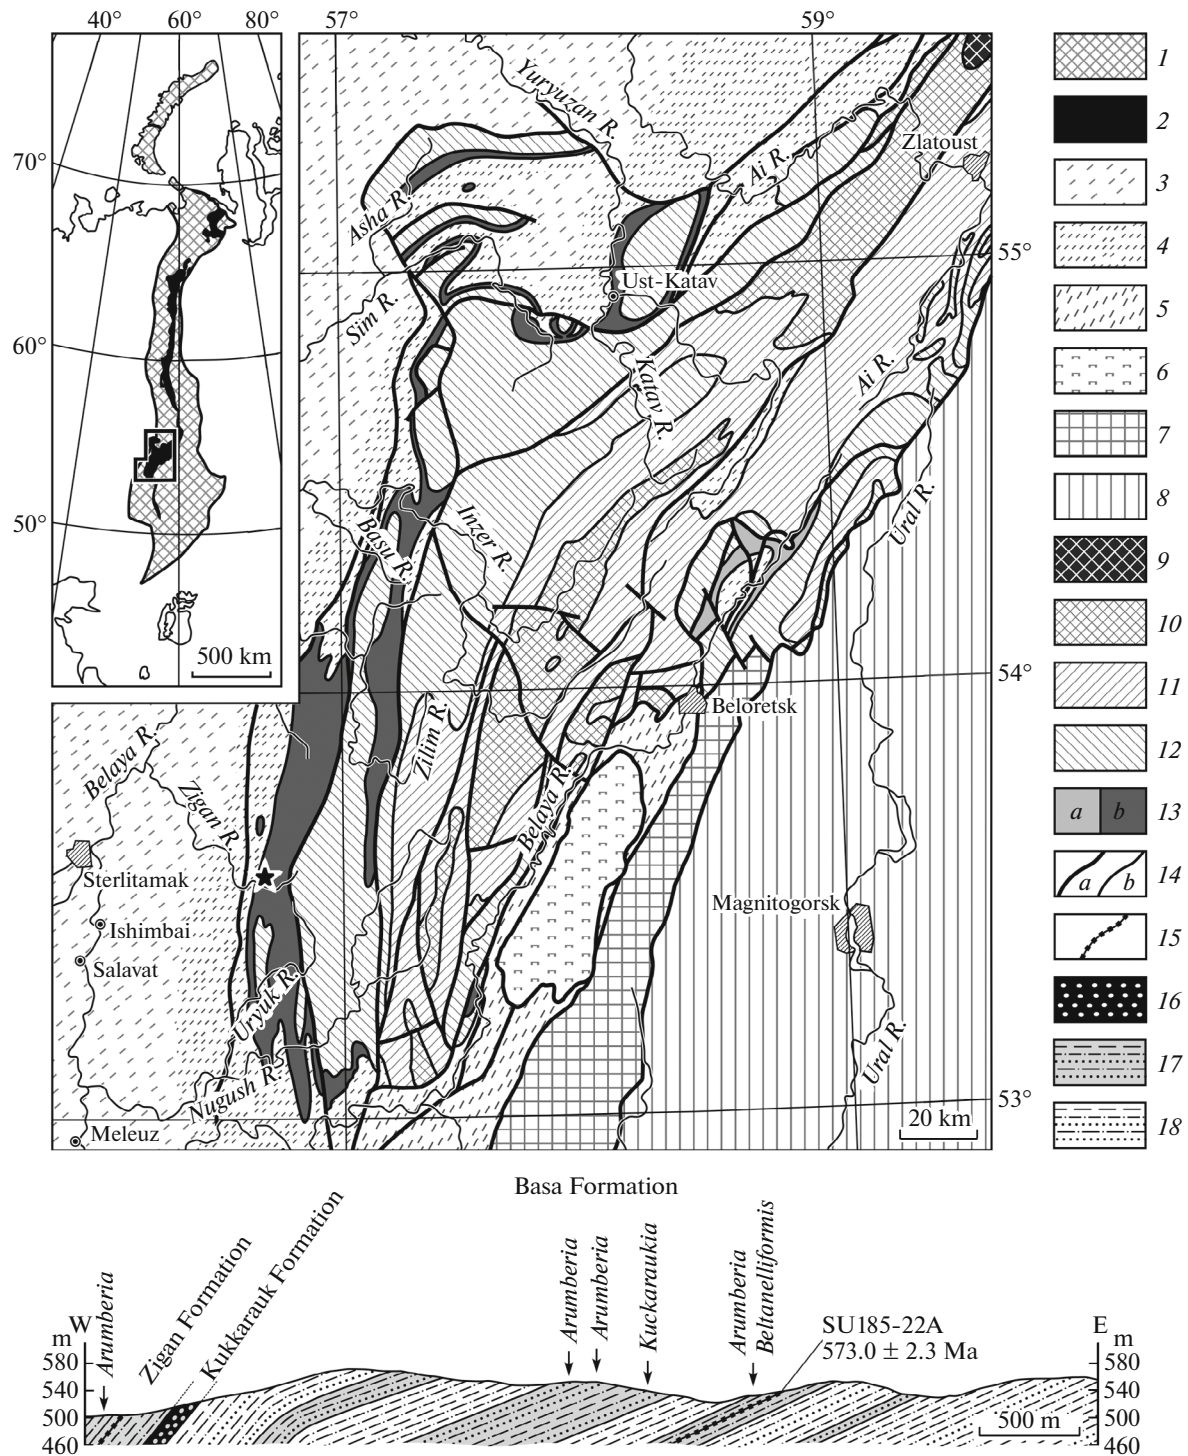 40° 60° 80°
57° 59°
70°
60°
50°
500 km
Yuryuzan R.
Ai R.
Zlatoust
Asha R.
55°
Ust-Katav
Sim R.
Katav R.
Ai R.
Ural R.
Basu R.
Inzer R.
54°
Beloretsk
Zilim R.
Belaya R.
Belaya R.
Zigan R.
Sterlitamak
Ishimbai
Salavat
Magnitogorsk
Uryuk R.
Ural R.
Nugush R.
53°
20 km
Meleuz
1
2
3
4
5
6
7
8
9
10
11
12
a b 13
a b 14
15
16
17
18
Basa Formation
Arumberia
Zigan Formation
Kukkarauk Formation
Arumberia
Arumberia
Kuckaraukia
Arumberia
Beltanelliformis
SU185-22A
573.0 ± 2.3 Ma
W E
m m
580 580
540 540
500 500
460 460
500 m